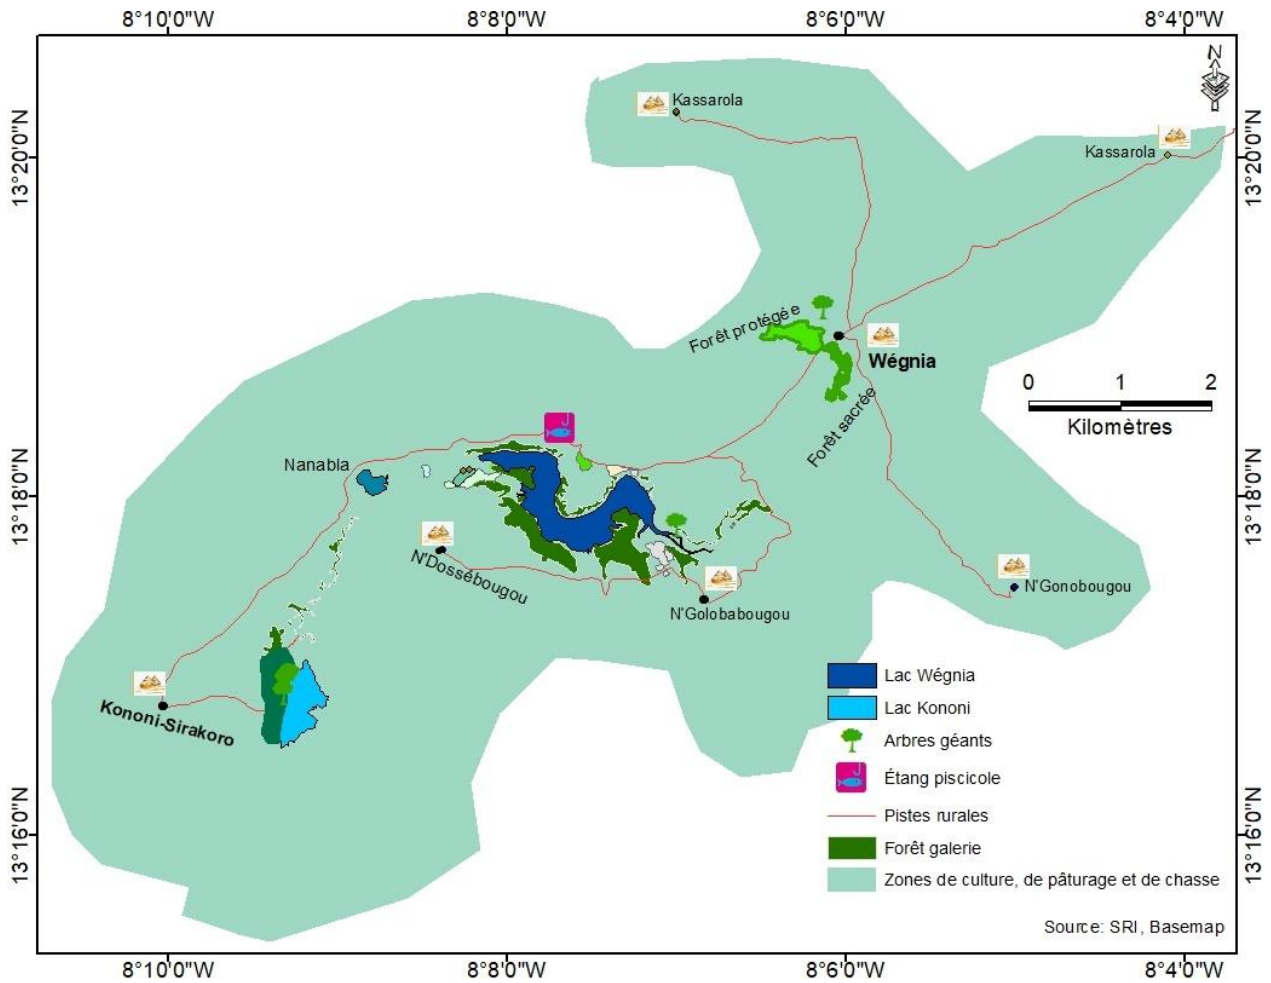 8°10'0"W
8°8'0"W
8°6'0"W
8°4'0"W
N
13°20'0"N
13°20'0"N
Kassarola
Kassarola
Forêt protégée
Wégnia
Forêt sacrée
0 1 2
Kilomètres
Nanabla
13°18'0"N
13°18'0"N
N'Dossébougou
N'Golobabougou
N'Gonobougou
Kononi-Sirakoro
Lac Wégnia
Lac Kononi
Arbres géants
Étang piscicole
Pistes rurales
Forêt galerie
Zones de culture, de pâturage et de chasse
13°16'0"N
13°16'0"N
Source: SRI, Basemap
8°10'0"W
8°8'0"W
8°6'0"W
8°4'0"W